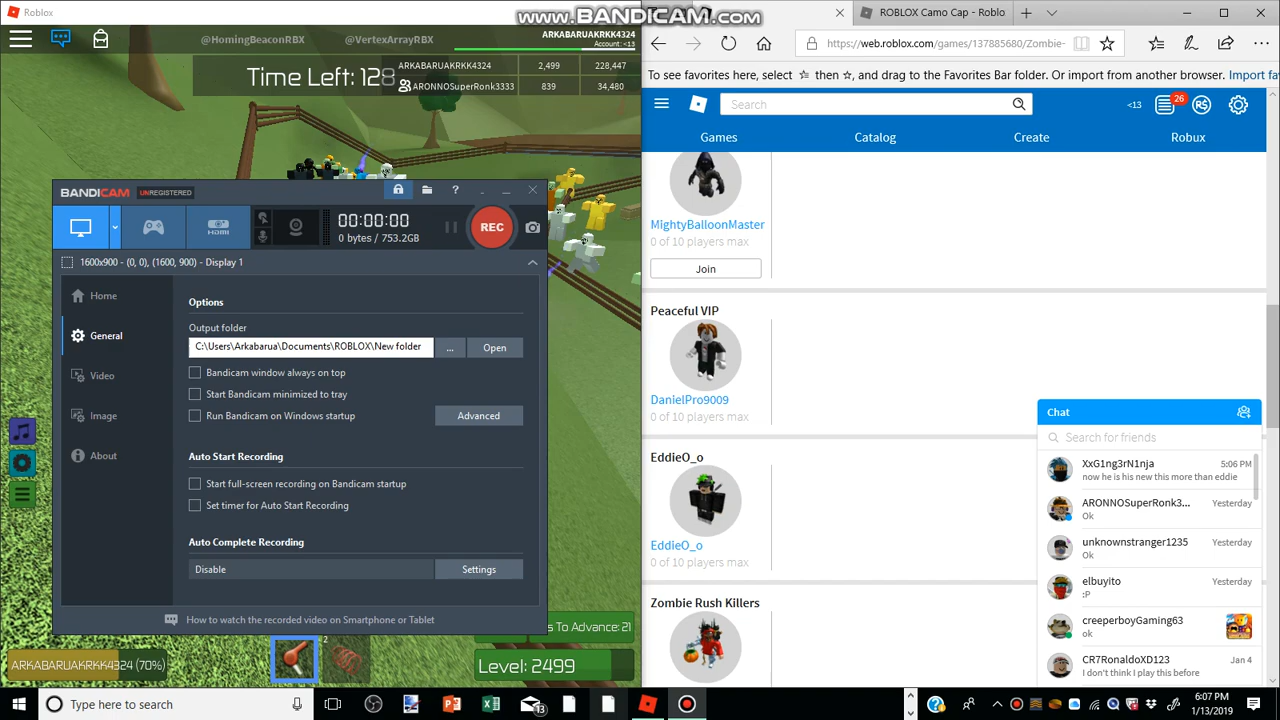 Roblox
www.BANDICAM.com
ROBLOX Camo Cap - Roblo
https://web.roblox.com/games/137885680/Zombie-
To see favorites here, select ☆ then ☆, and drag to the Favorites Bar folder. Or import from another browser. Import fa
@HomingBeaconRBX @VertexArrayRBX
ARKABARUAKRKK4324
Account: <13
Time Left: 128
ARKABARUAKRKK4324 2,499 228,447
ARONNOSuperRonk3333 839 34,480
Search
<13
26
Games Catalog Create Robux
BANDICAM UNREGISTERED
HDMI
00:00:00
0 bytes / 753.2GB
REC
1600x900 - (0, 0), (1600, 900) - Display 1
Home
General
Video
Image
About
Options
Output folder
C:\Users\Arkabarua\Documents\ROBLOX\New folder
... Open
Bandicam window always on top
Start Bandicam minimized to tray
Run Bandicam on Windows startup
Advanced
Auto Start Recording
Start full-screen recording on Bandicam startup
Set timer for Auto Start Recording
Auto Complete Recording
Disable
Settings
How to watch the recorded video on Smartphone or Tablet
s To Advance: 21
ARKABARUAKRKK4324 (70%)
2
Level: 2499
MightyBalloonMaster
0 of 10 players max
Join
Peaceful VIP
DanielPro9009
0 of 10 players max
EddieO_o
EddieO_o
0 of 10 players max
Zombie Rush Killers
Chat
Search for friends
XxG1ng3rN1nja 5:06 PM
now he is his new this more than eddie
ARONNOSuperRonk3... Yesterday
Ok
unknownstranger1235 Yesterday
Ok
elbuyito Yesterday
:P
creeperboyGaming63
ok
CR7RonaldoXD123 Jan 4
I don't think I play this before
Type here to search
13
6:07 PM
1/13/2019